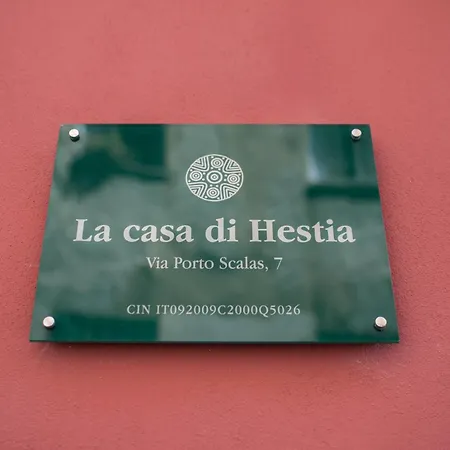 La casa di Hestia
Via Porto Scalas, 7
CIN IT092009C2000Q5026